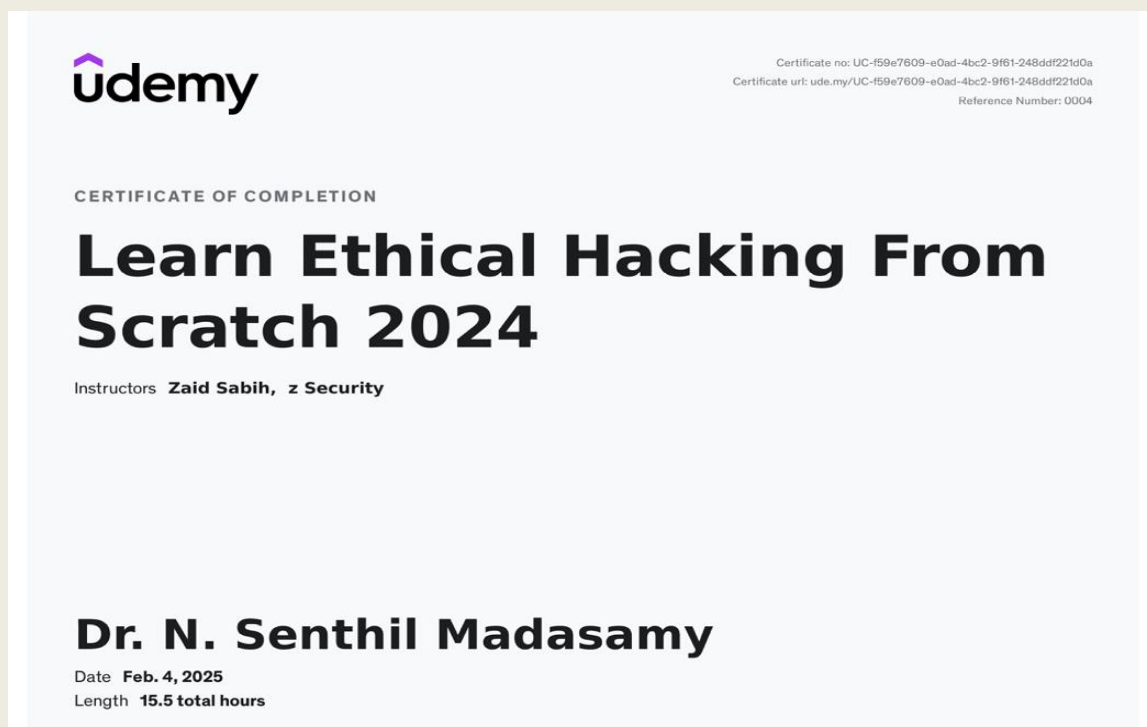 udemy
Certificate no: UC-f59e7609-e0ad-4bc2-9f61-248ddf221d0a
Certificate url: ude.my/UC-f59e7609-e0ad-4bc2-9f61-248ddf221d0a
Reference Number: 0004
CERTIFICATE OF COMPLETION
Learn Ethical Hacking From
Scratch 2024
Instructors Zaid Sabih, z Security
Dr. N. Senthil Madasamy
Date Feb. 4, 2025
Length 15.5 total hours